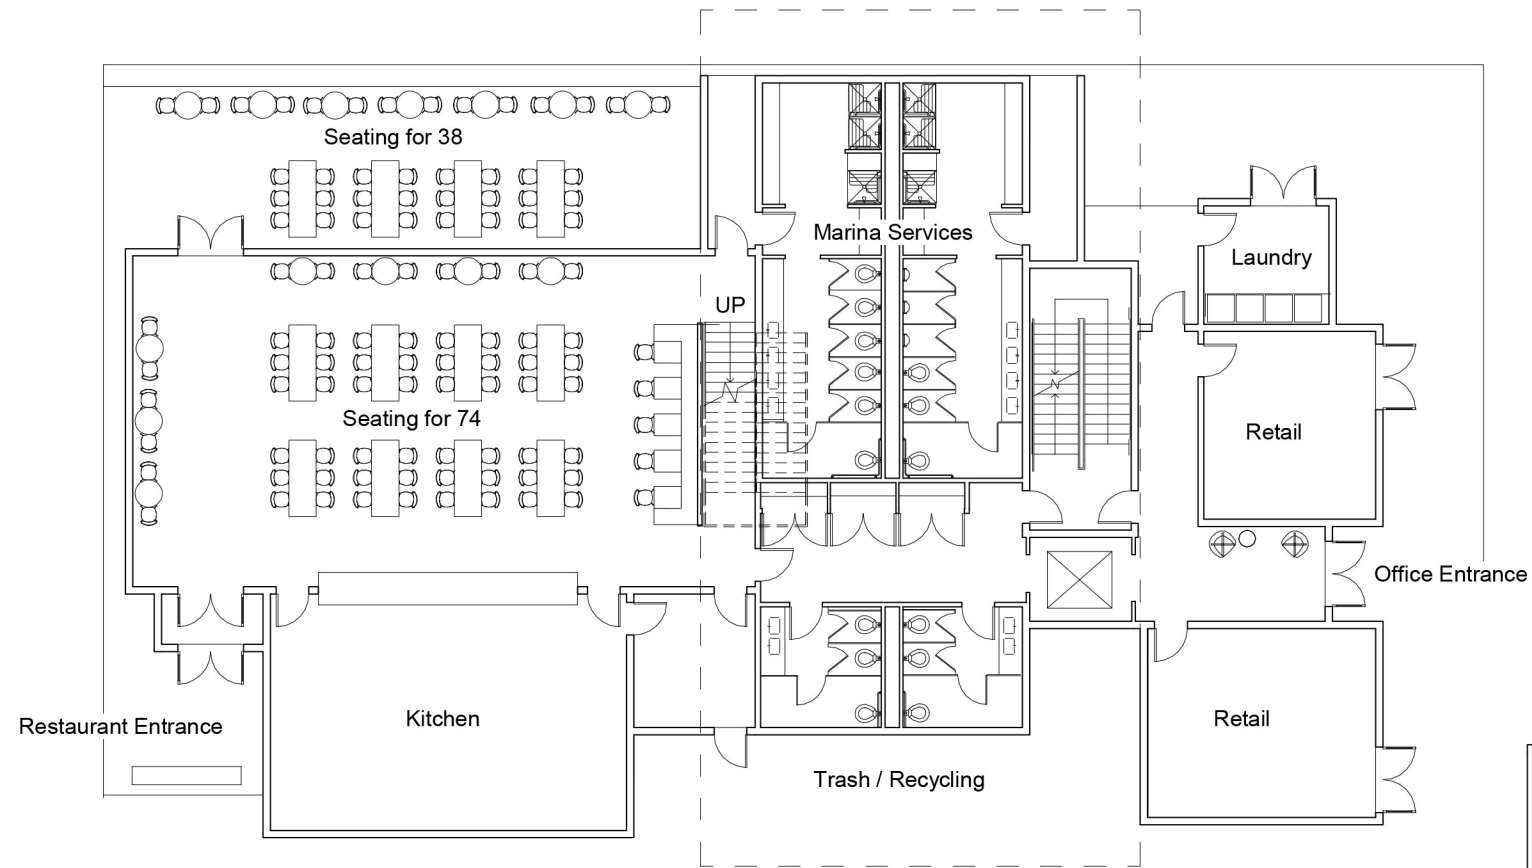 Seating for 38
Marina Services
Laundry
UP
Seating for 74
Retail
Office Entrance
Restaurant Entrance
Kitchen
Retail
Trash / Recycling